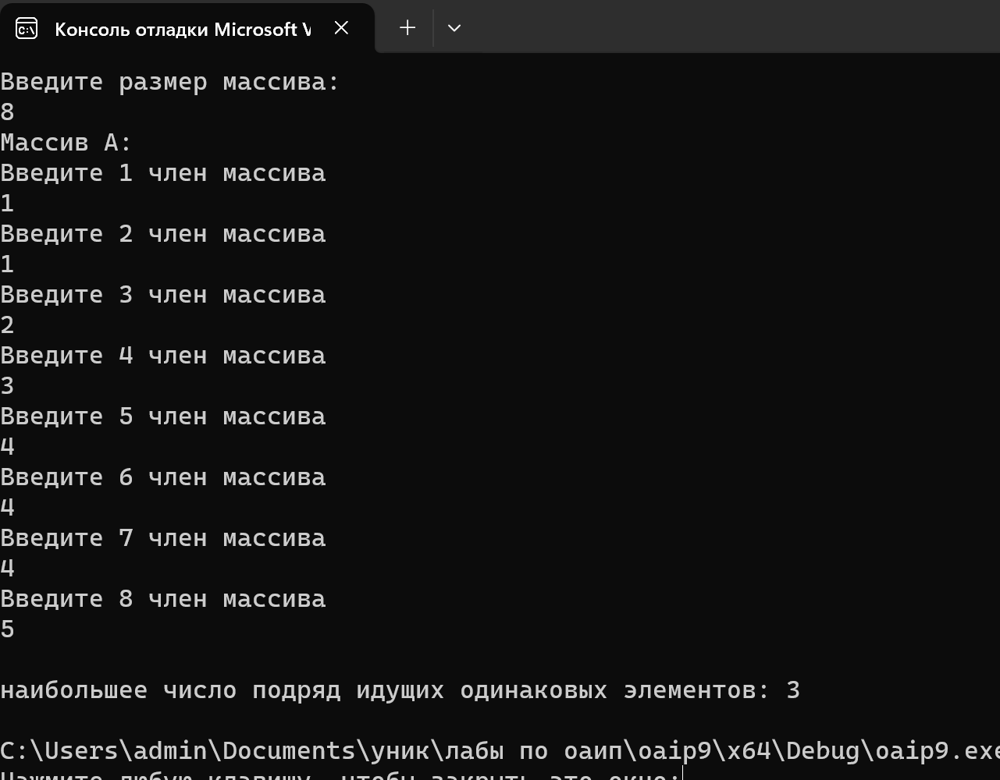 Консоль отладки Microsoft V
Введите размер массива:
8
Массив A:
Введите 1 член массива
1
Введите 2 член массива
1
Введите 3 член массива
2
Введите 4 член массива
3
Введите 5 член массива
4
Введите 6 член массива
4
Введите 7 член массива
4
Введите 8 член массива
5
наибольшее число подряд идущих одинаковых элементов: 3
C:\Users\admin\Documents\уник\лабы по оаип\oaip9\x64\Debug\oaip9.exe
Нажмите любую клавишу, чтобы закрыть это окно: